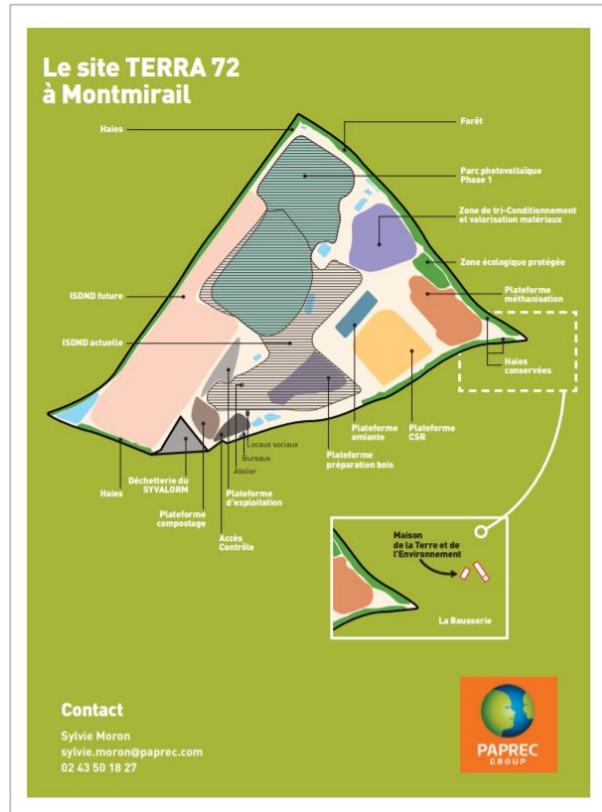 Le site TERRA 72
à Montmirail
Haies
Forêt
Parc photovoltaïque
Phase 1
Zone de tri-Conditionnement
et valorisation matériaux
Zone écologique protégée
Plateforme
méthanisation
ISDND future
ISDND actuelle
Haies
conservées
Plateforme
amiante
Plateforme
CSR
Plateforme
préparation bois
Locaux sociaux
Bureaux
Atelier
Déchetterie du
SYVALORM
Haies
Plateforme
d'exploitation
Plateforme
compostage
Accès
Contrôle
Maison
de la Terre et de
l'Environnement
La Bausserie
Contact
Sylvie Moron
sylvie.moron@paprec.com
02 43 50 18 27
PAPREC
GROUP